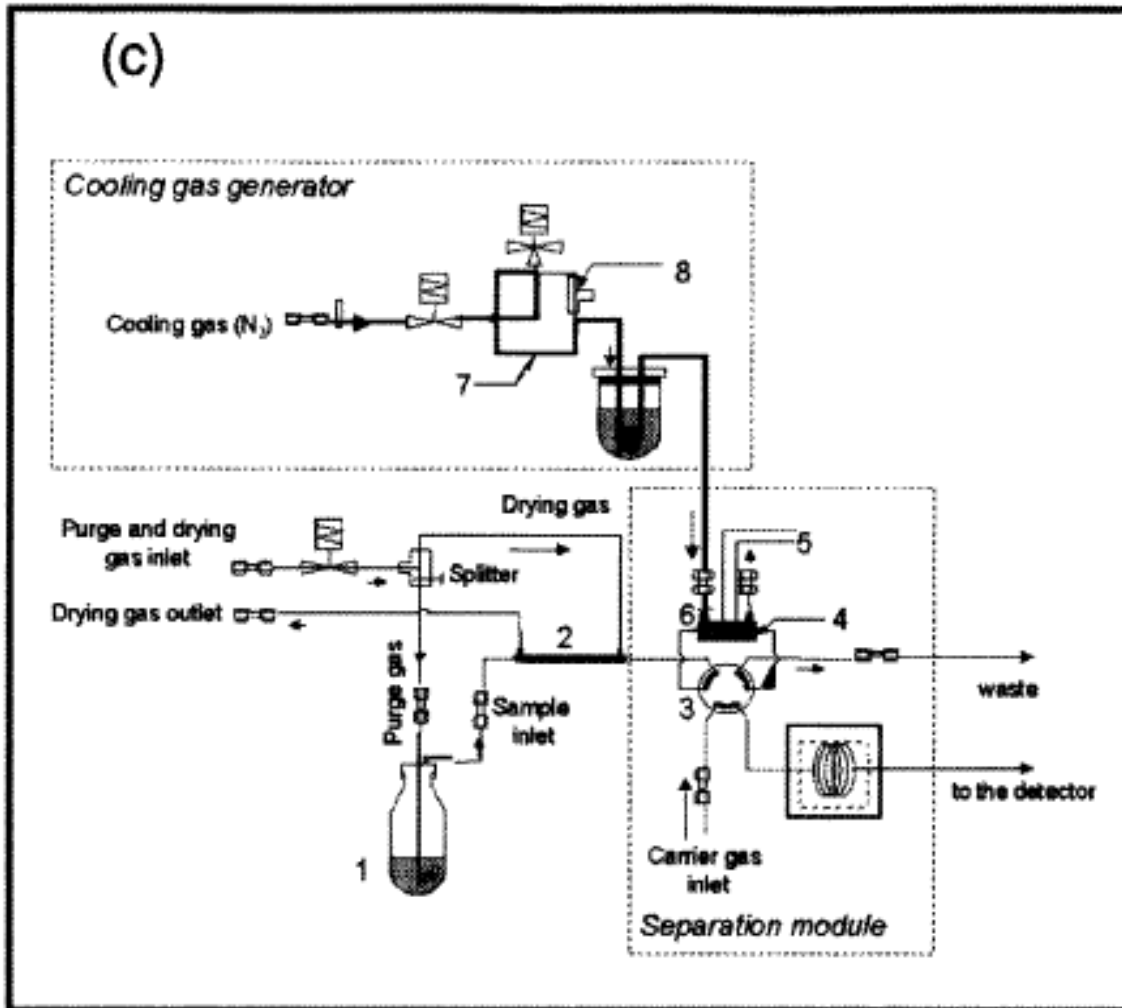 (c)
Cooling gas generator
8
Cooling gas (N₂)
7
Drying gas
Purge and drying
gas inlet
5
Splitter
Drying gas outlet
6
4
2
Purge gas
3
waste
Sample
inlet
to the detector
1
Carrier gas
inlet
Separation module